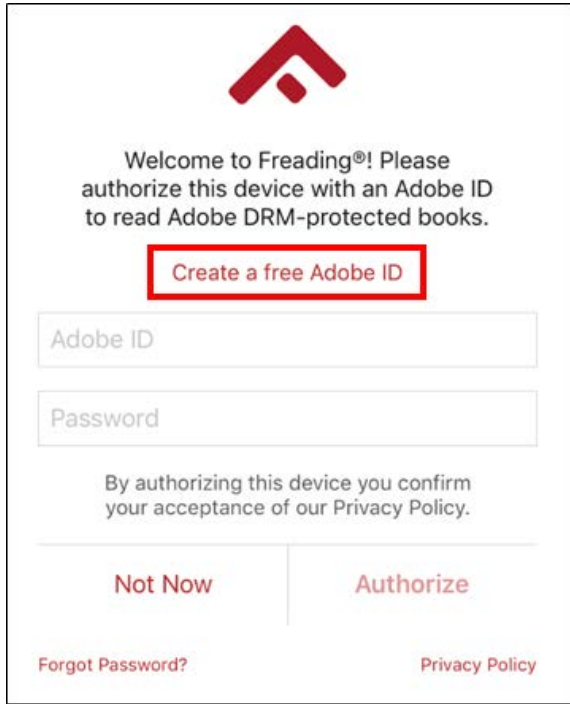 Welcome to Freading®! Please
authorize this device with an Adobe ID
to read Adobe DRM-protected books.
Create a free Adobe ID
Adobe ID
Password
By authorizing this device you confirm
your acceptance of our Privacy Policy.
Not Now
Authorize
Forgot Password?
Privacy Policy